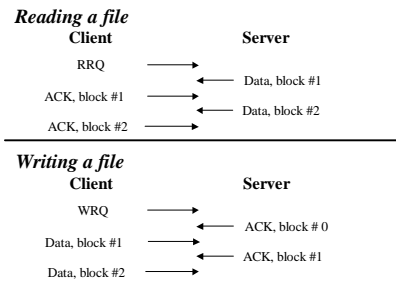 Reading a file
Client Server
RRQ
Data, block #1
ACK, block #1
Data, block #2
ACK, block #2
Writing a file
Client Server
WRQ
ACK, block # 0
Data, block #1
ACK, block #1
Data, block #2